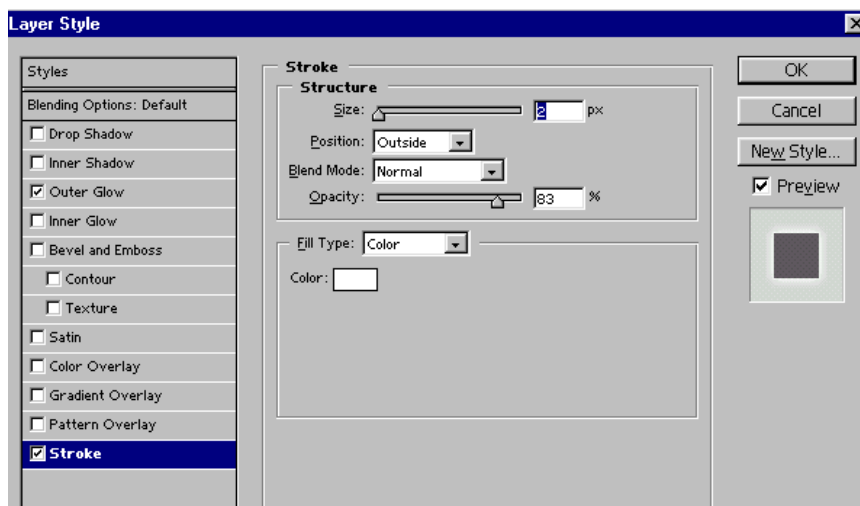 Layer Style
Styles
Blending Options: Default
Drop Shadow
Inner Shadow
Outer Glow
Inner Glow
Bevel and Emboss
Contour
Texture
Satin
Color Overlay
Gradient Overlay
Pattern Overlay
Stroke
Stroke
Structure
Size: 2 px
Position: Outside
Blend Mode: Normal
Opacity: 83 %
Fill Type: Color
Color:
OK
Cancel
New Style...
Preview